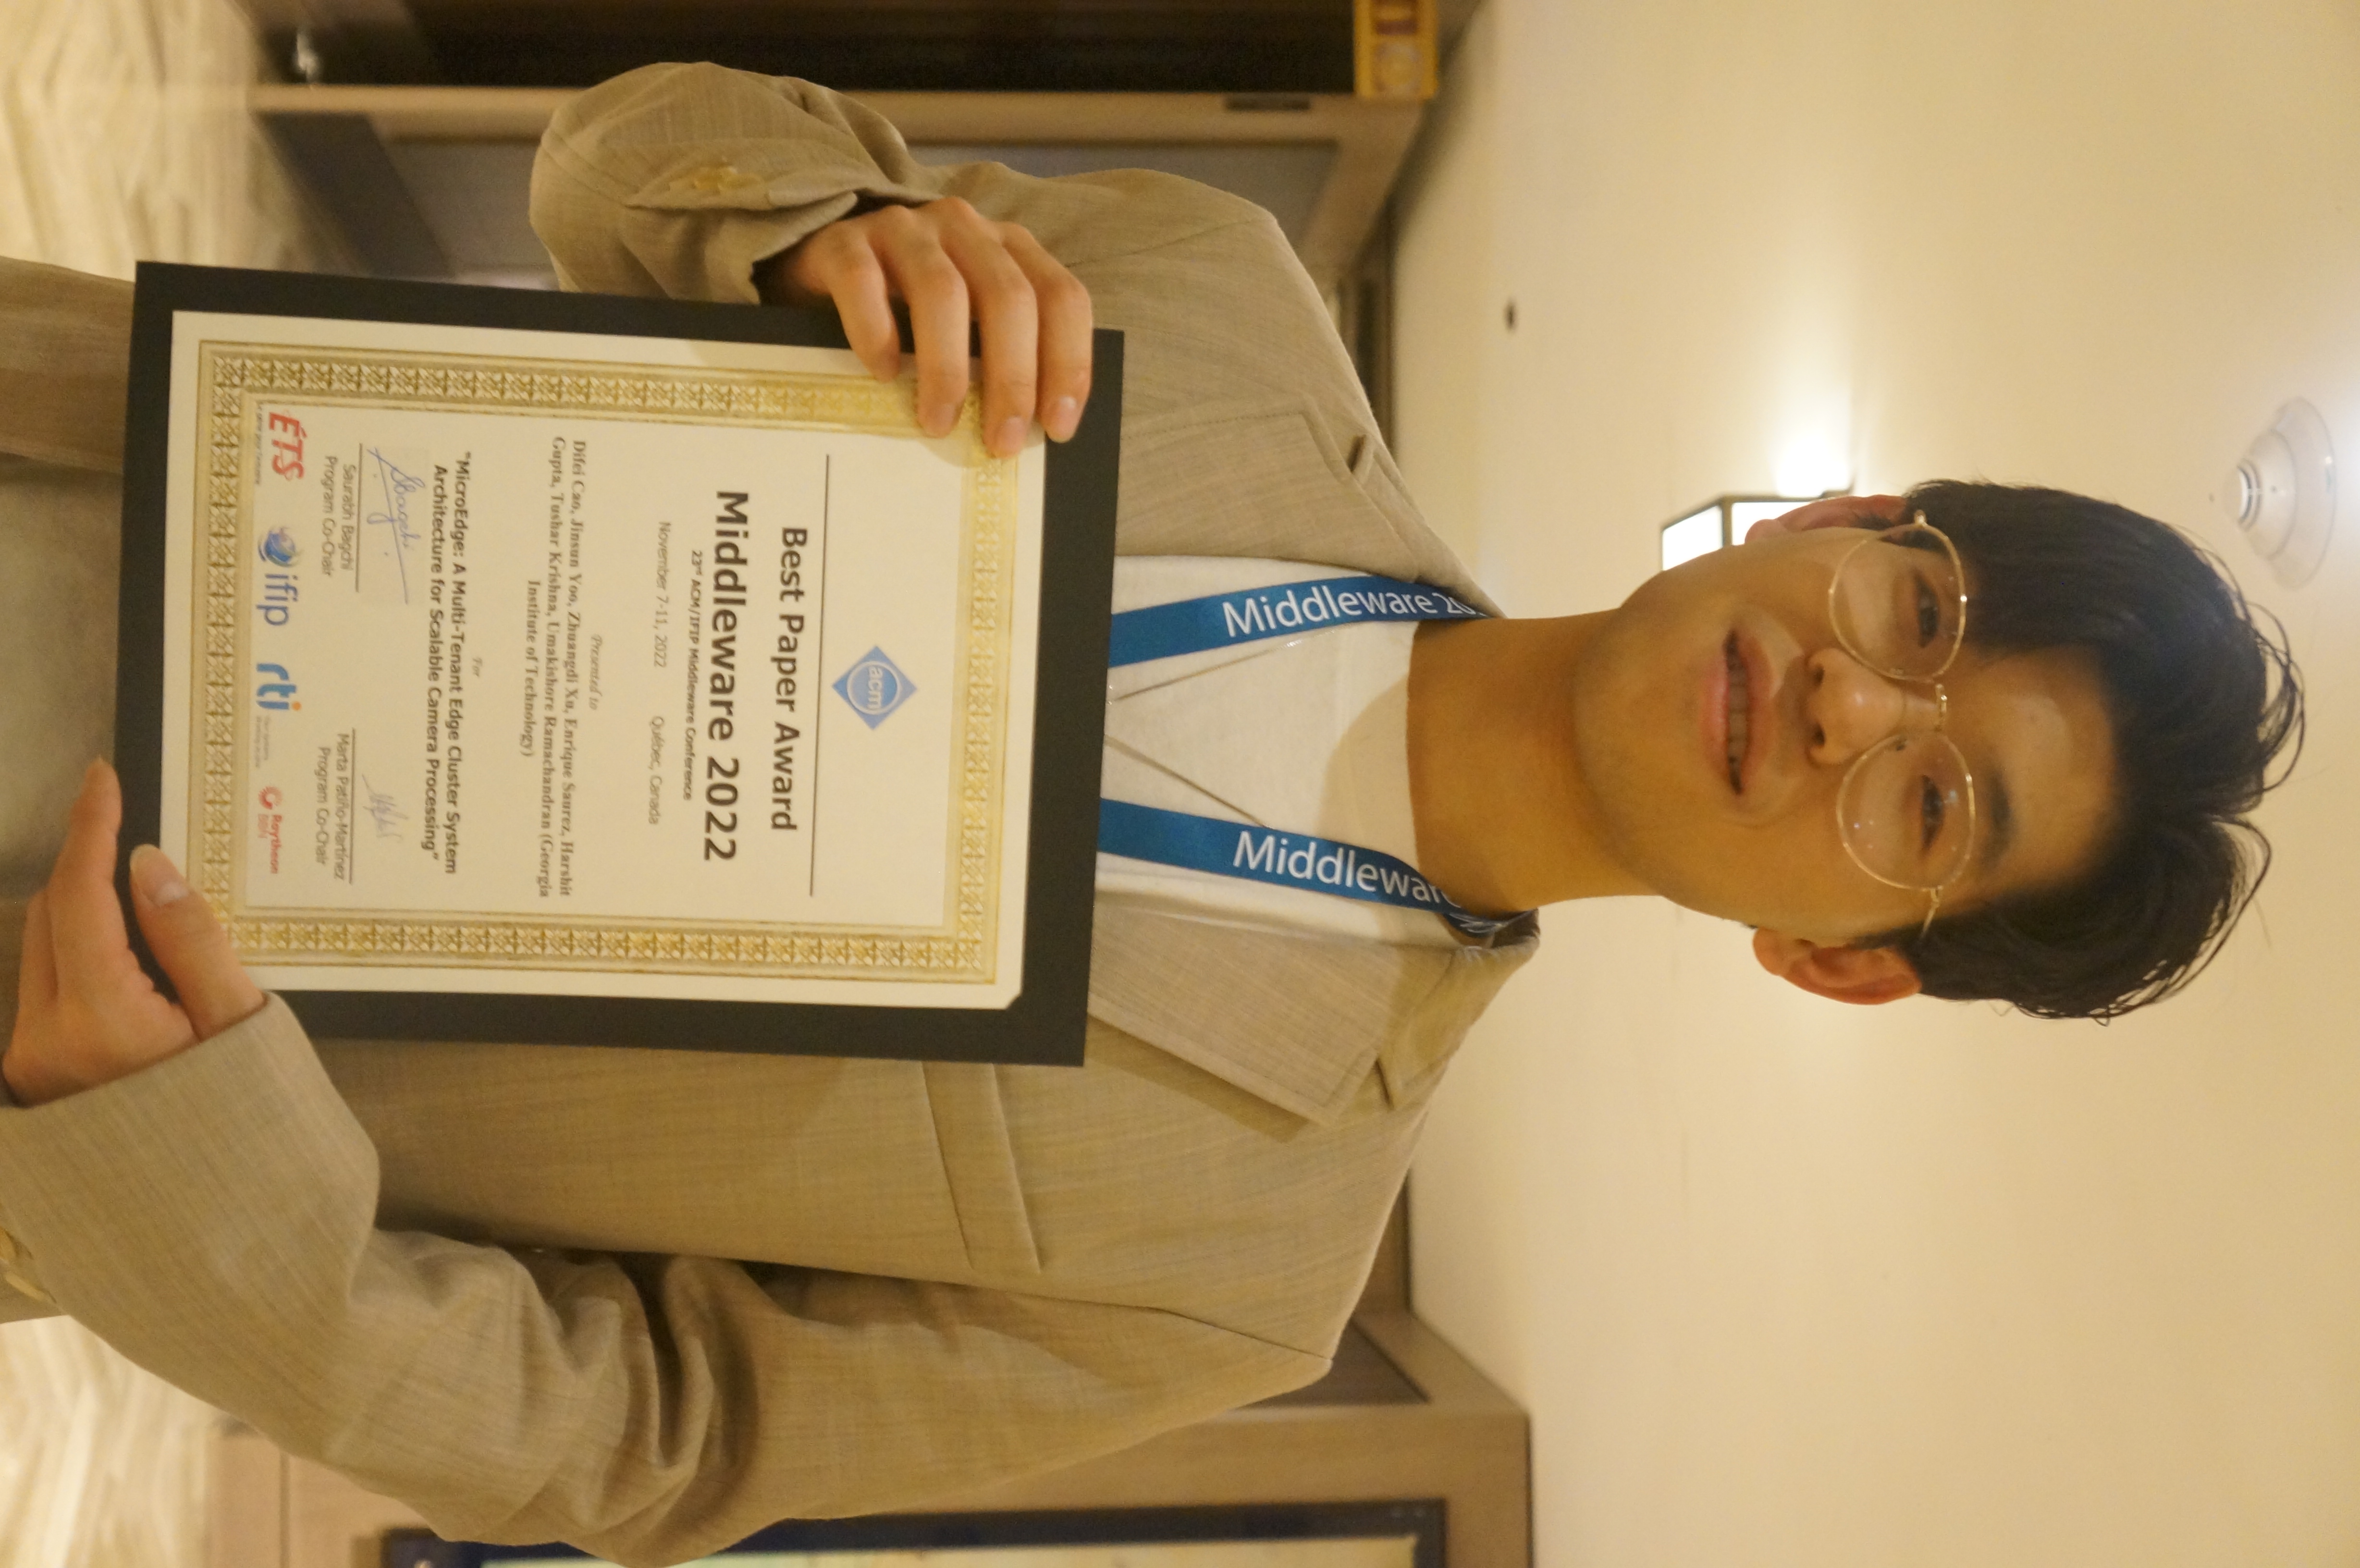 Middleware 20
Middleware
acm
Best Paper Award
Middleware 2022
23rd ACM/IFIP Middleware Conference
November 7-11, 2022 Québec, Canada
Presented to
Difei Cao, Jinsun Yoo, Zhuangdi Xu, Enrique Saurez, Harshit
Gupta, Tushar Krishna, Umakishore Ramachandran (Georgia
Institute of Technology)
For
"MicroEdge: A Multi-Tenant Edge Cluster System
Architecture for Scalable Camera Processing"
SBagchi
Saurabh Bagchi Marta Patiño-Martínez
Program Co-Chair Program Co-Chair
ÉTS ifip rti Raytheon
BBN